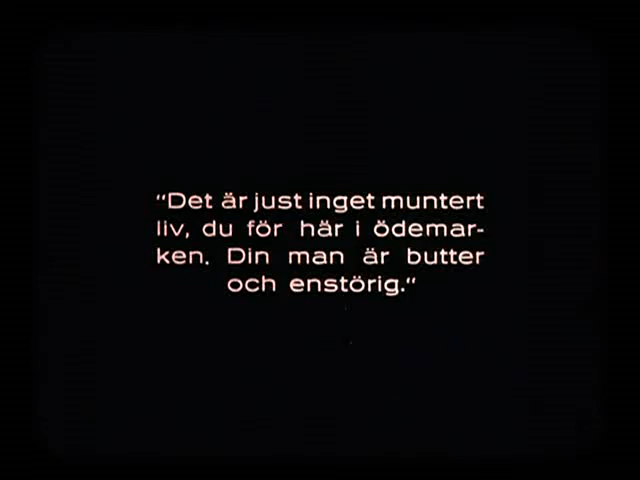 "Det är just inget muntert
liv, du för här i ödemar-
ken. Din man är butter
och enstörig."